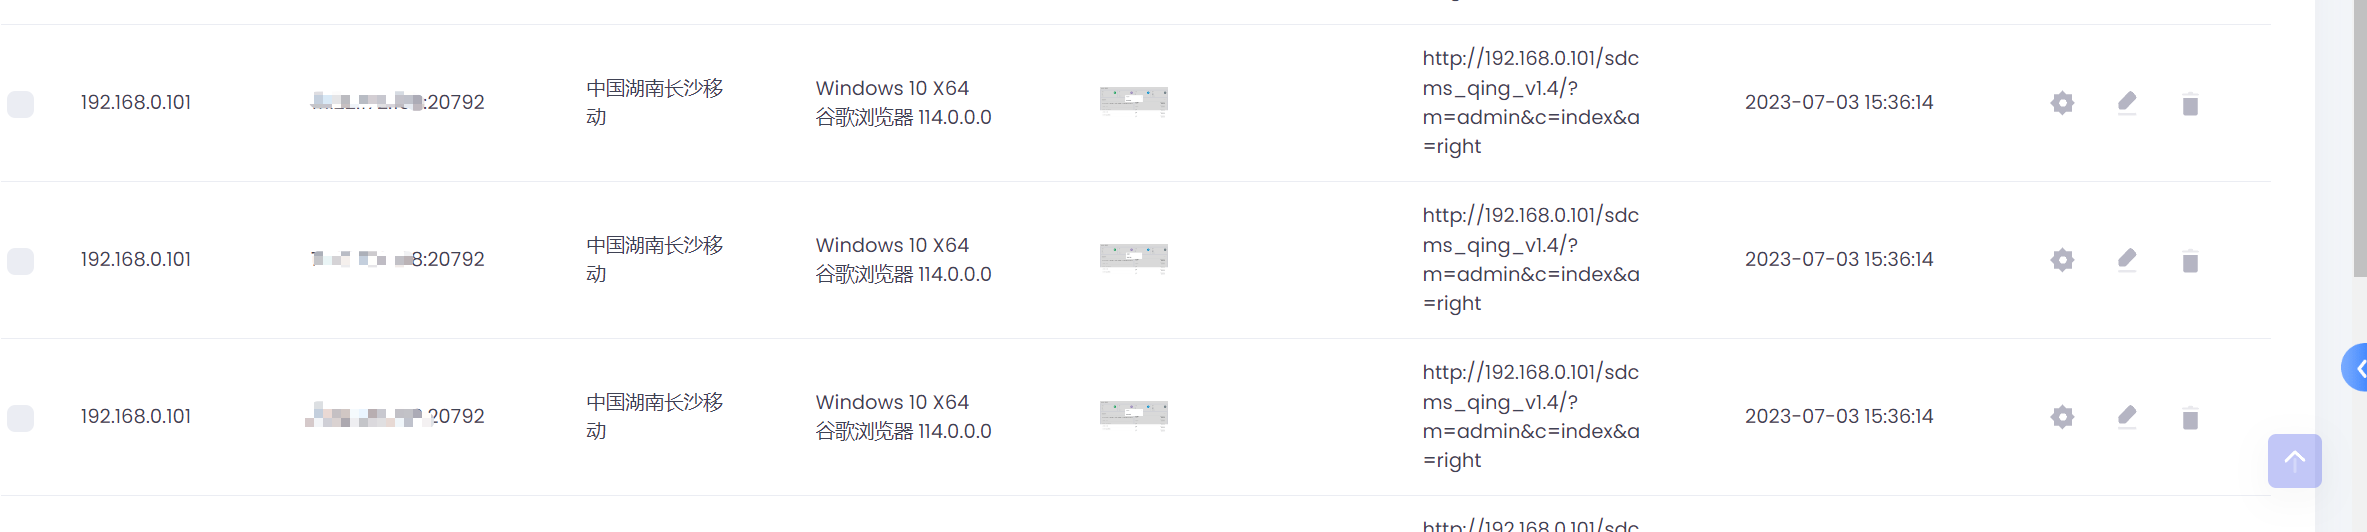 192.168.0.101
:20792
中国湖南长沙移
动
Windows 10 X64
谷歌浏览器 114.0.0.0
http://192.168.0.101/sdc
ms_qing_v1.4/?
m=admin&c=index&a
=right
2023-07-03 15:36:14
192.168.0.101
8:20792
中国湖南长沙移
动
Windows 10 X64
谷歌浏览器 114.0.0.0
http://192.168.0.101/sdc
ms_qing_v1.4/?
m=admin&c=index&a
=right
2023-07-03 15:36:14
192.168.0.101
20792
中国湖南长沙移
动
Windows 10 X64
谷歌浏览器 114.0.0.0
http://192.168.0.101/sdc
ms_qing_v1.4/?
m=admin&c=index&a
=right
2023-07-03 15:36:14
http://192.168.0.101/sdc